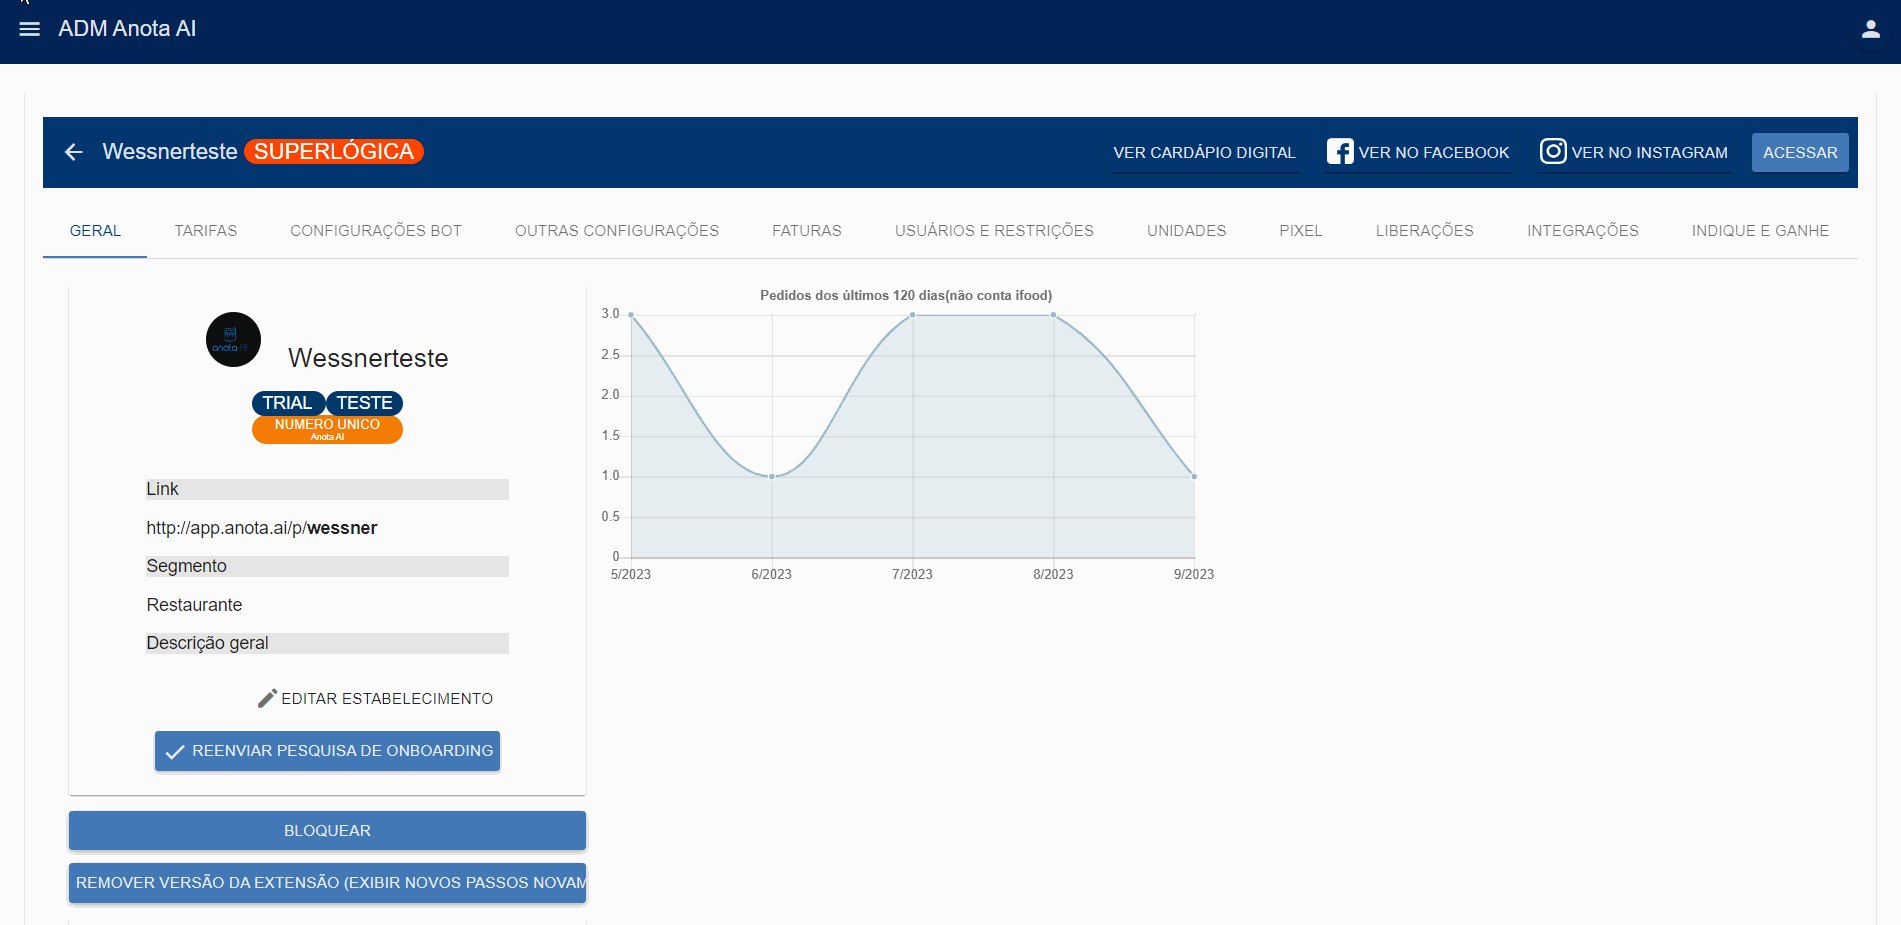 ADM Anota AI
Wessnerteste SUPERLÓGICA
VER CARDÁPIO DIGITAL
VER NO FACEBOOK
VER NO INSTAGRAM
ACESSAR
GERAL
TARIFAS
CONFIGURAÇÕES BOT
OUTRAS CONFIGURAÇÕES
FATURAS
USUÁRIOS E RESTRIÇÕES
UNIDADES
PIXEL
LIBERAÇÕES
INTEGRAÇÕES
INDIQUE E GANHE
anota AI
Wessnerteste
TRIAL TESTE
NUMERO UNICO
Anota AI
Link
http://app.anota.ai/p/wessner
Segmento
Restaurante
Descrição geral
EDITAR ESTABELECIMENTO
REENVIAR PESQUISA DE ONBOARDING
BLOQUEAR
REMOVER VERSÃO DA EXTENSÃO (EXIBIR NOVOS PASSOS NOVAM
Pedidos dos últimos 120 dias(não conta ifood)
3.0
2.5
2.0
1.5
1.0
0.5
0
5/2023 6/2023 7/2023 8/2023 9/2023